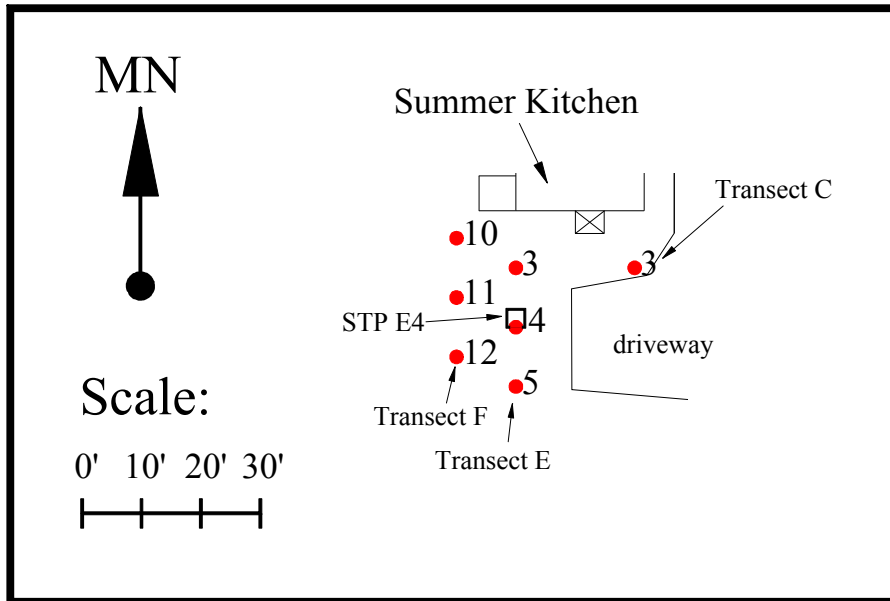 MN
Summer Kitchen
Transect C
10
3
3
11
STP E4
4
driveway
12
5
Transect F
Transect E
Scale:
0' 10' 20' 30'